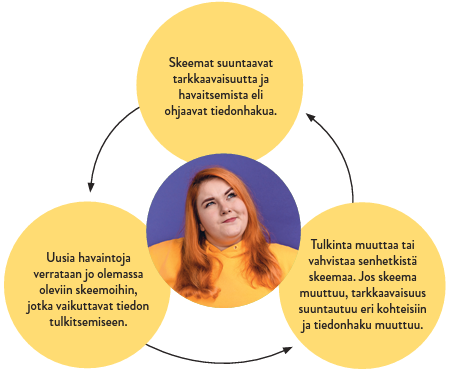 Skeemat suuntaavat
tarkkaavaisuutta ja
havaitsemista eli
ohjaavat tiedonhakua.
Uusia havaintoja
verrataan jo olemassa
oleviin skeemoihin,
jotka vaikuttavat tiedon
tulkitsemiseen.
Tulkinta muuttaa tai
vahvistaa senhetkistä
skeemaa. Jos skeema
muuttuu, tarkkaavaisuus
suuntautuu eri kohteisiin
ja tiedonhaku muuttuu.